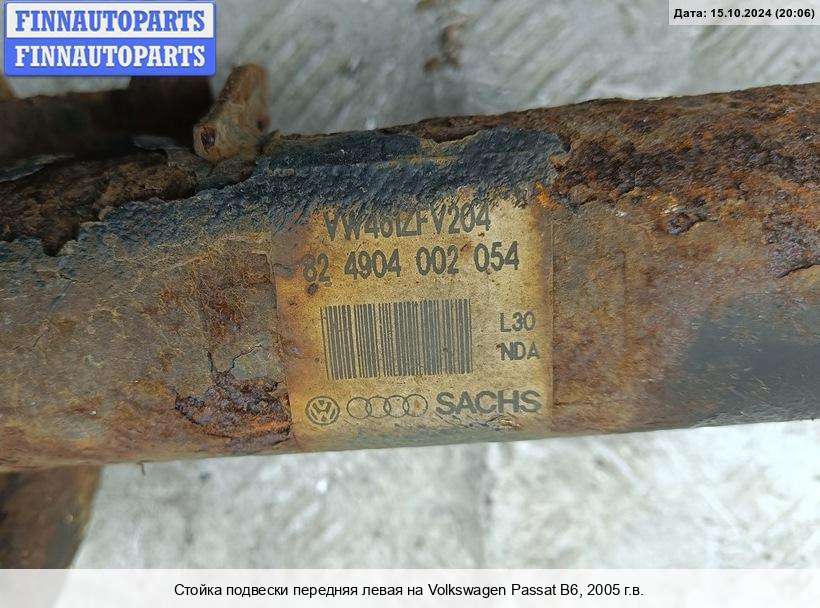 FINNAUTOPARTS
FINNAUTOPARTS
Дата: 15.10.2024 (20:06)
VW461ZFV204
82 4904 002 054
L30
NDA
SACHS
Стойка подвески передняя левая на Volkswagen Passat B6, 2005 г.в.